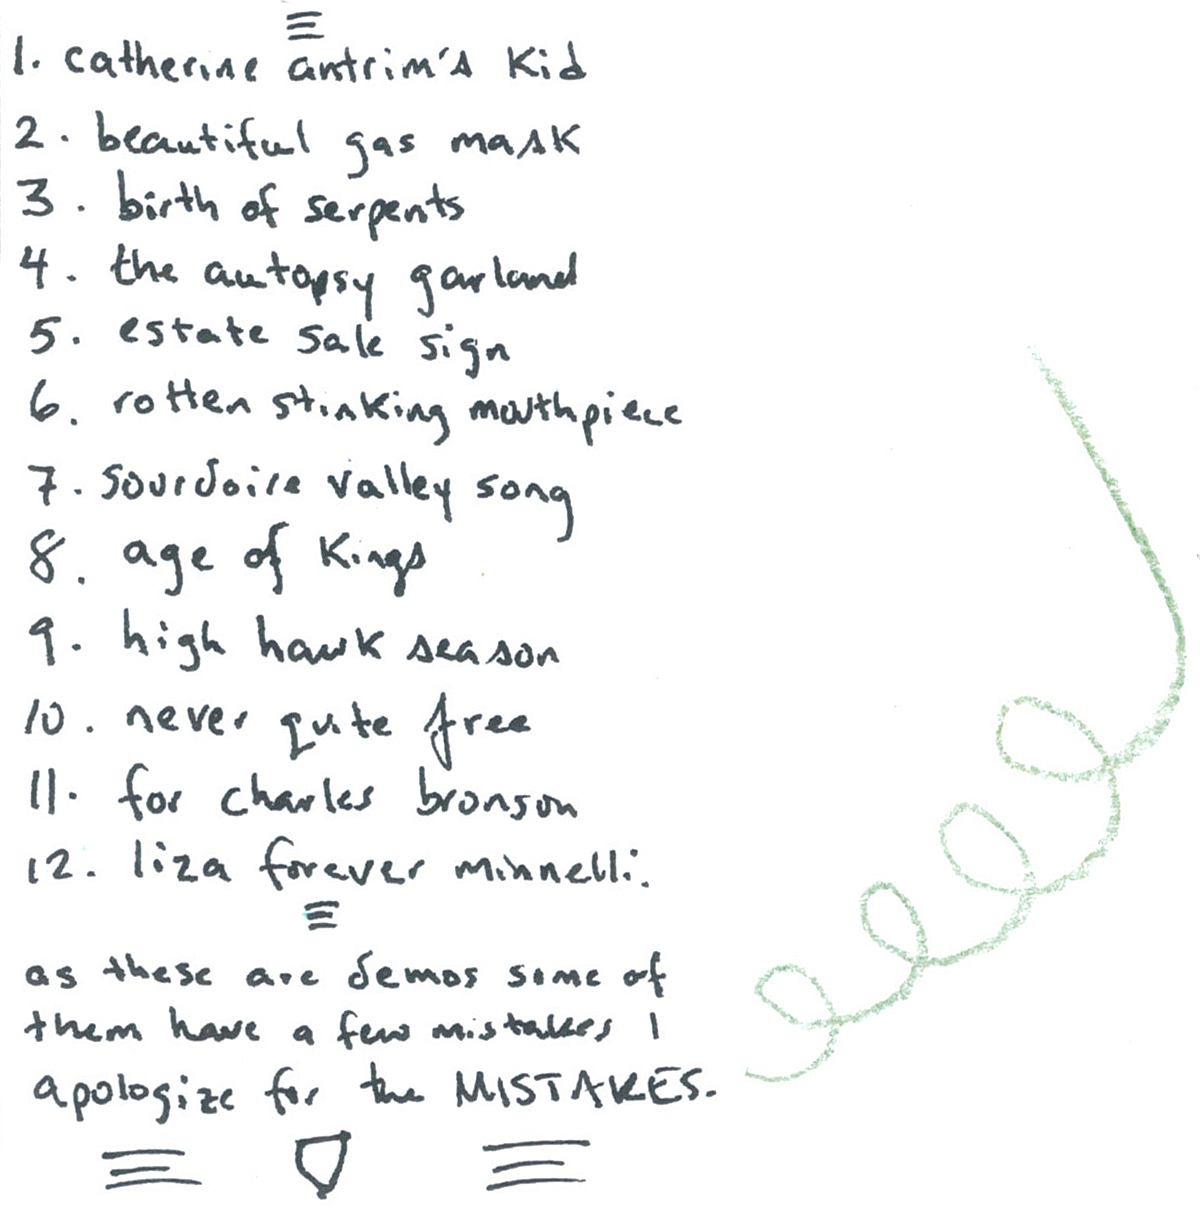 1. catherine antrim's kid
2. beautiful gas mask
3. birth of serpents
4. the autopsy garland
5. estate sale sign
6. rotten stinking mouthpiece
7. sourdoire valley song
8. age of kings
9. high hawk season
10. never quite free
11. for charles bronson
12. liza forever minnelli.
as these are demos some of
them have a few mistakes I
apologize for the MISTAKES.